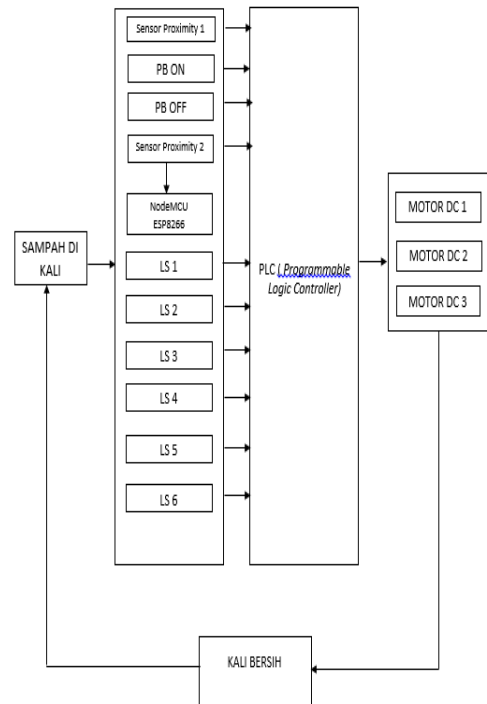 Sensor Proximity 1
PB ON
PB OFF
Sensor Proximity 2
NodeMCU
ESP8266
SAMPAH DI
KALI
LS 1
LS 2
LS 3
LS 4
LS 5
LS 6
PLC ( Programmable
Logic Controller)
MOTOR DC 1
MOTOR DC 2
MOTOR DC 3
KALI BERSIH